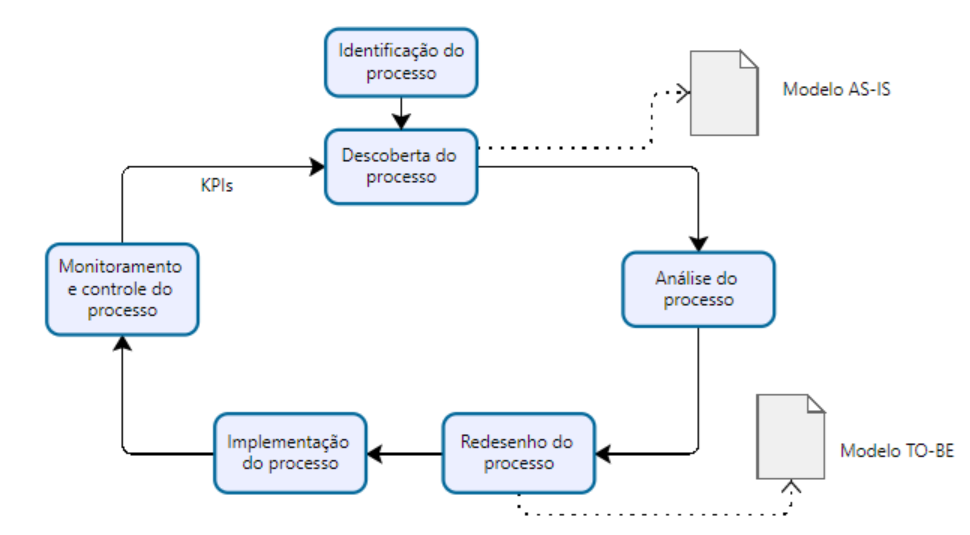 Identificação do
processo
Modelo AS-IS
Descoberta do
processo
KPIs
Monitoramento
e controle do
processo
Análise do
processo
Implementação
do processo
Redesenho do
processo
Modelo TO-BE